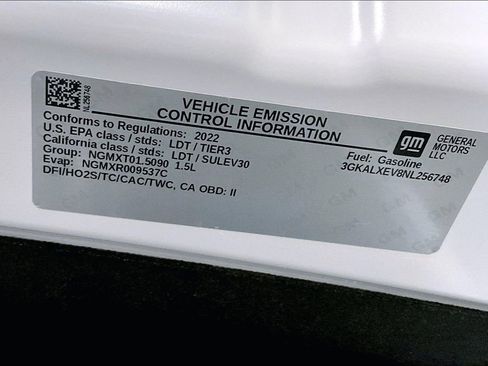 NL256748
VEHICLE EMISSION
CONTROL INFORMATION
Conforms to Regulations: 2022
U.S. EPA class / stds: LDT / TIER3
California class / stds: LDT / SULEV30
Group: NGMXT01.5090 1.5L
Evap: NGMXR009537C
DFI/HO2S/TC/CAC/TWC, CA OBD: II
gm
GENERAL
MOTORS
LLC
Fuel: Gasoline
3GKALXEV8NL256748